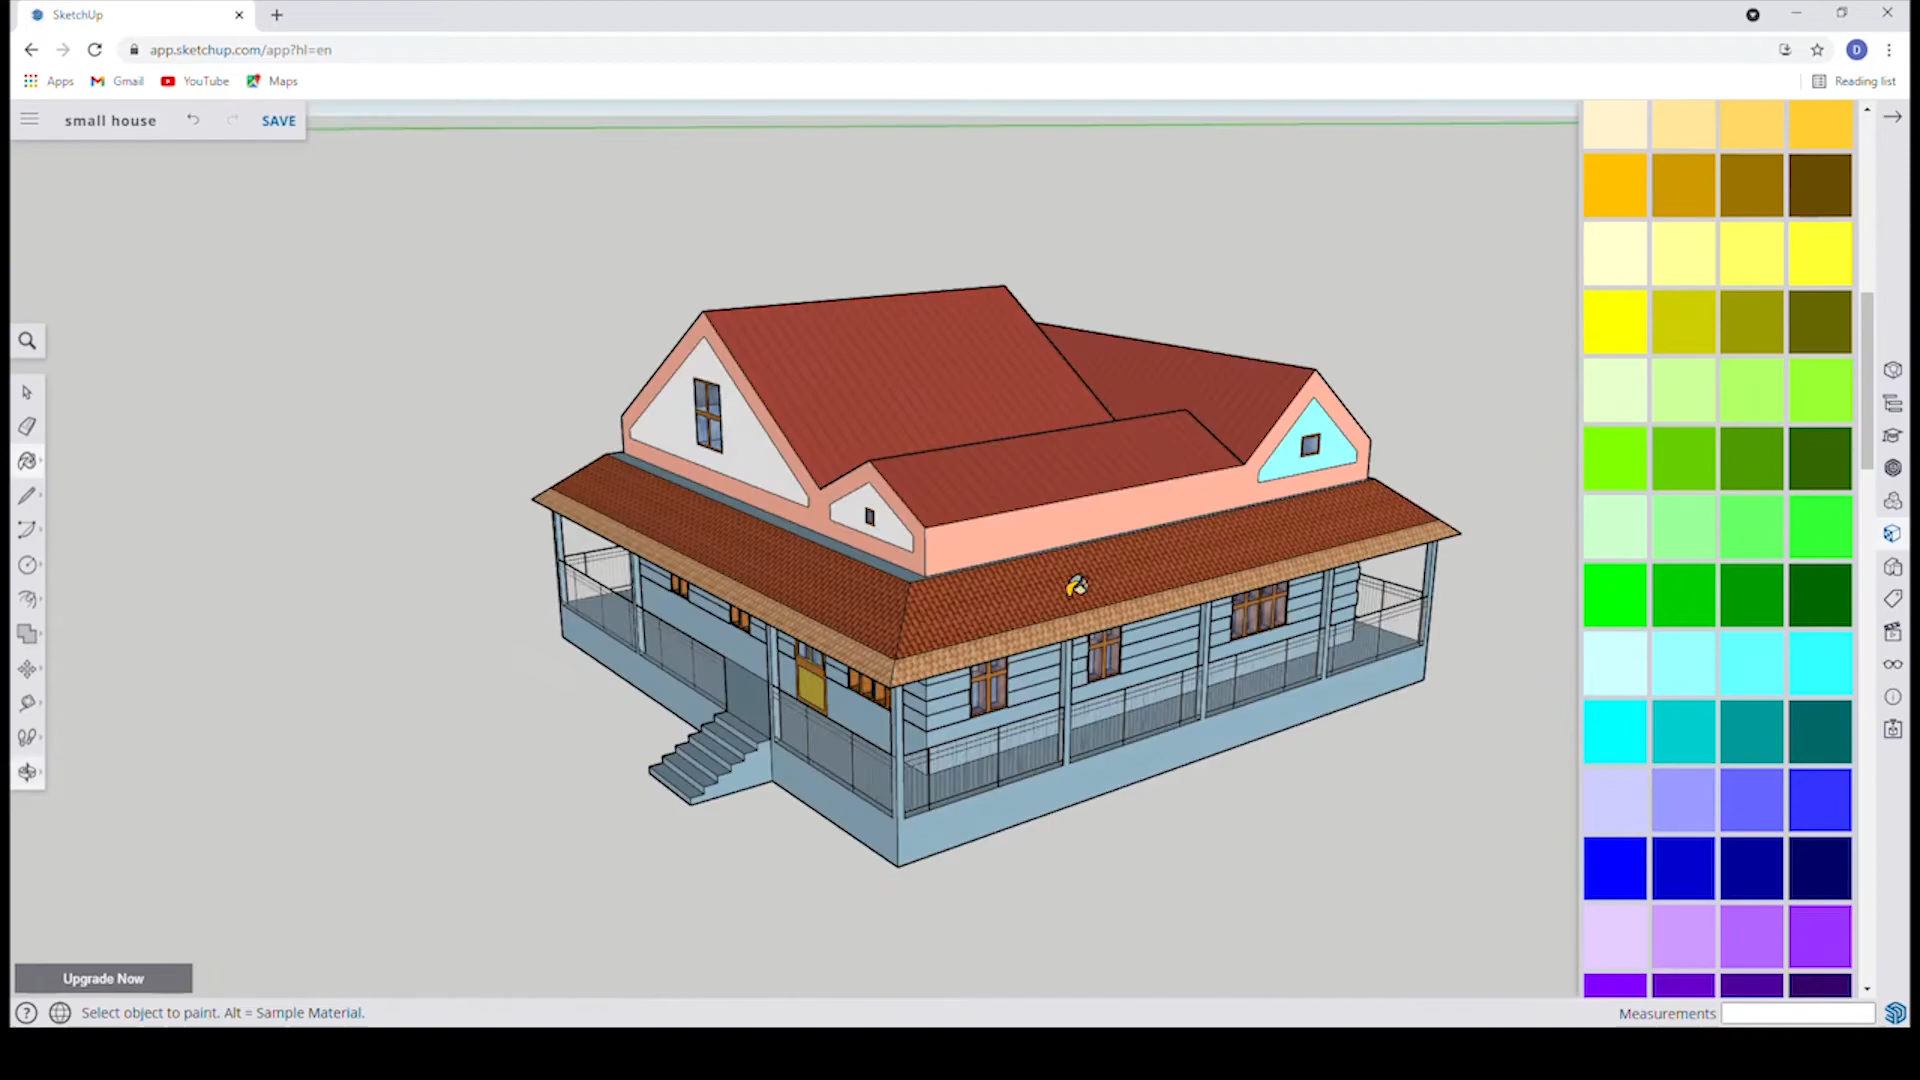 SketchUp
app.sketchup.com/app?hl=en
D
Apps Gmail YouTube Maps Reading list
small house SAVE
Upgrade Now
? Select object to paint. Alt = Sample Material. Measurements